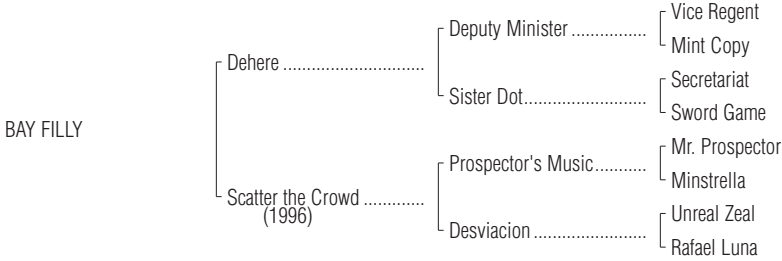 Vice Regent
Deputy Minister ................
Mint Copy
Dehere .............................
Secretariat
Sister Dot.........................
Sword Game
BAY FILLY
Mr. Prospector
Prospector's Music...........
Minstrella
Scatter the Crowd .............
(1996)
Unreal Zeal
Desviacion .......................
Rafael Luna